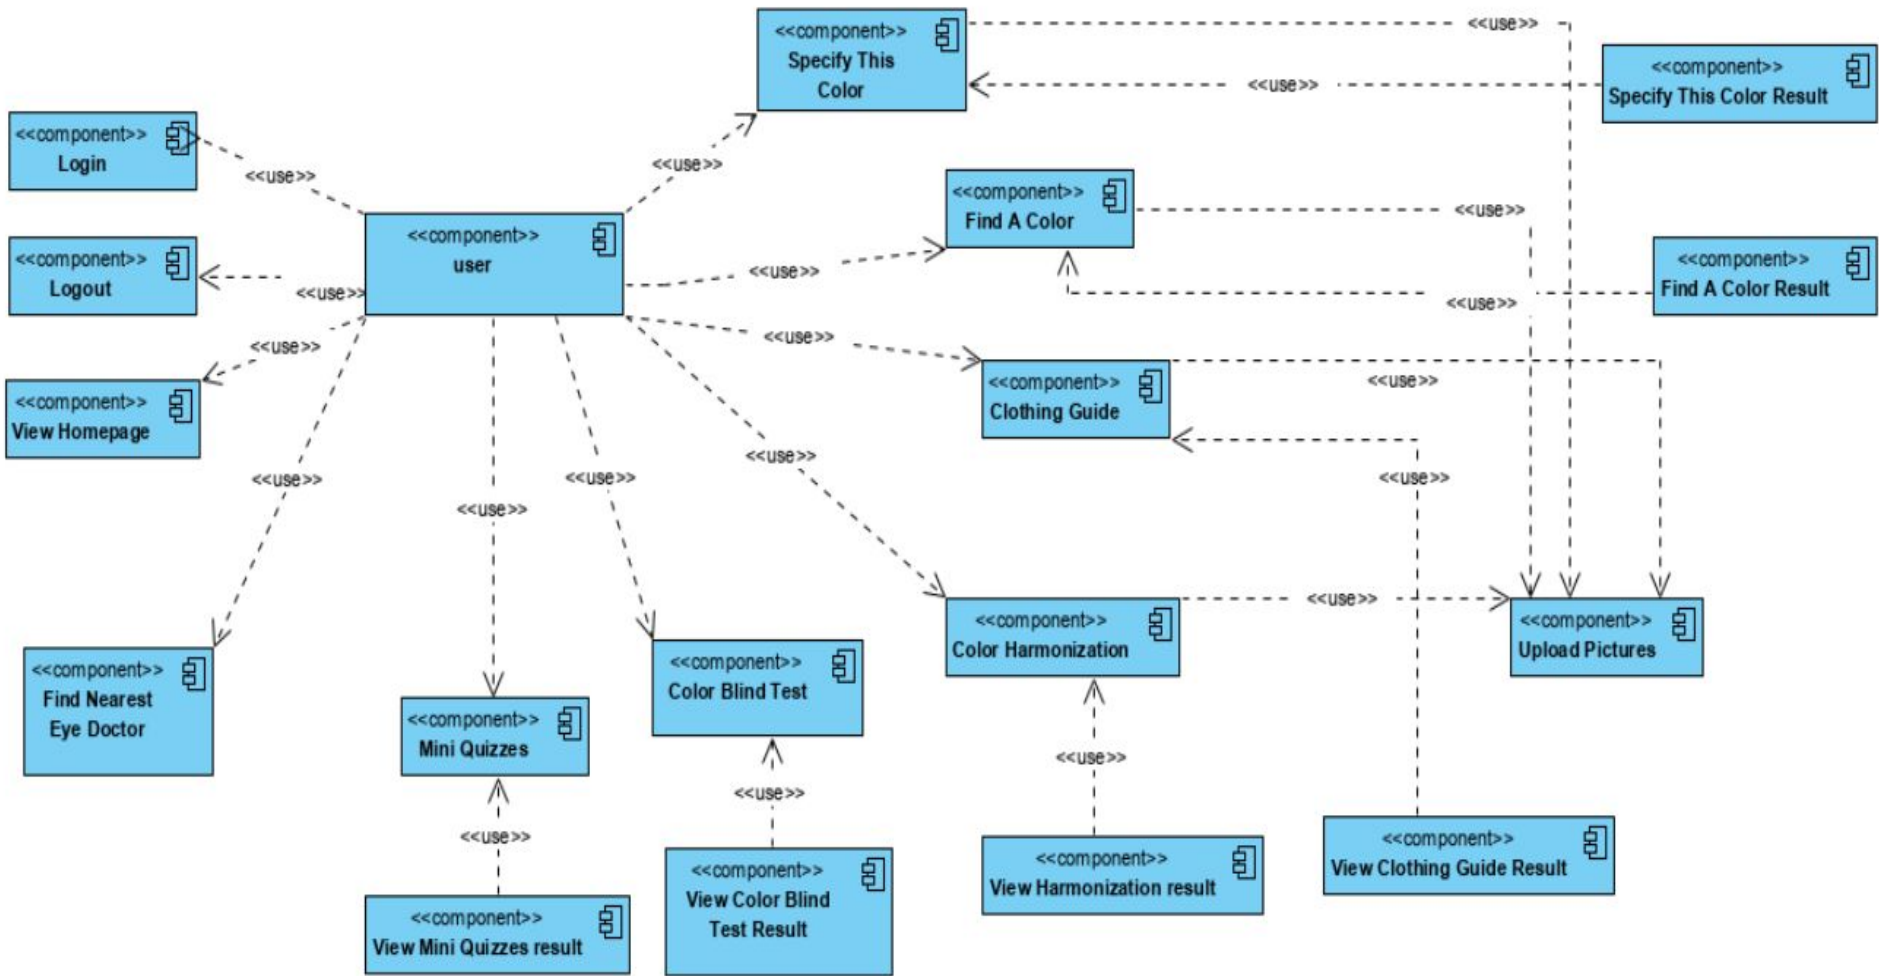 <<component>>
Specify This
Color
<<use>>
<<component>>
Specify This Color Result
<<use>>
<<component>>
Login
<<use>>
<<use>>
<<component>>
Find A Color
<<use>>
<<component>>
user
<<component>>
Logout
<<use>>
<<use>>
<<component>>
Find A Color Result
<<use>>
<<use>>
<<use>>
<<component>>
Clothing Guide
<<use>>
<<component>>
View Homepage
<<use>>
<<use>>
<<use>>
<<use>>
<<use>>
<<use>>
<<component>>
Color Harmonization
<<use>>
<<component>>
Upload Pictures
<<component>>
Find Nearest
Eye Doctor
<<component>>
Color Blind Test
<<component>>
Mini Quizzes
<<use>>
<<use>>
<<use>>
<<component>>
View Clothing Guide Result
<<component>>
View Harmonization result
<<component>>
View Color Blind
Test Result
<<component>>
View Mini Quizzes result